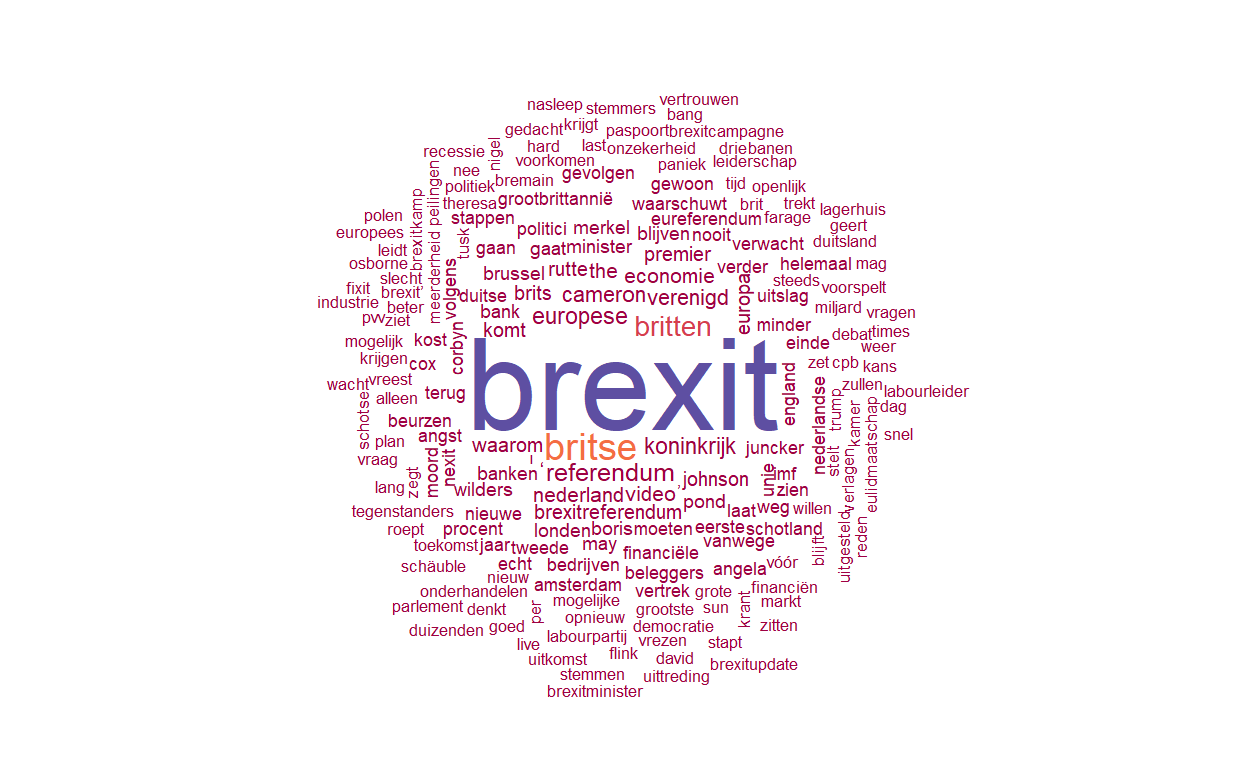 nasleep stemmers vertrouwen
bang
gedacht krijgt paspoort brexitcampagne
nigel hard last onzekerheid driebanen
recessie voorkomen paniek leiderschap
nee gevolgen
politiek bremain gewoon tijd openlijk
peilingen theresa grootbrittannië waarschuwt brit trekt lagerhuis
polen brexitkamp stappen politici merkel eureferendum farage geert
europees meerderheid tusk blijven nooit verwacht duitsland
leidt gaan gaat minister premier
osborne brussel rutte the economie verder helemaal mag
slecht volgens steeds
fixit brexit' duitse brits cameron verenigd europa uitslag voorspelt
industrie beter bank miljard vragen
pvv ziet komt europese britten minder
mogelijk kost corbyn einde debat times
weer
krijgen cox brexit zet cpb kans
wacht vreest terug england nederlandse zullen labourleider
alleen trump dag
schotse beurzen
plan angst waarom britse koninkrijk juncker kamer eulidmaatschap snel
vraag moord nexit stelt
zegt banken ' referendum , johnson unie imf
lang wilders nederland video zien verlagen
tegenstanders nieuwe brexitreferendum pond laat weg willen
roept procent londen boris moeten eerste schotland reden
toekomst jaar tweede may vanwege blijft uitgesteld
schäuble echt bedrijven financiële vóór
nieuw beleggers angela
onderhandelen amsterdam vertrek grote financiën
parlement denkt per mogelijke grootste sun krant markt
duizenden goed opnieuw democratie zitten
live labourpartij vrezen stapt
uitkomst flink david brexitupdate
stemmen uittreding
brexitminister